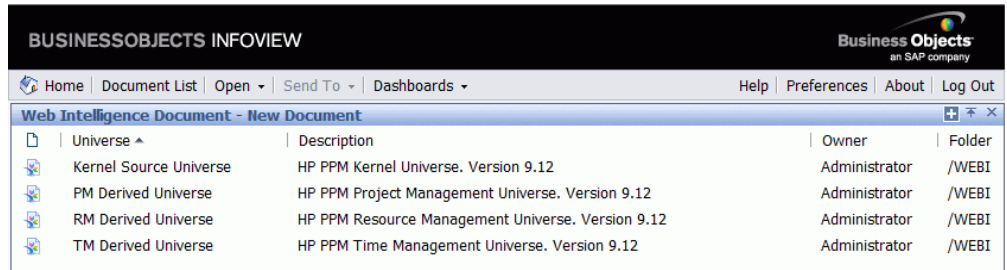 BUSINESSOBJECTS INFOVIEW
Business Objects
an SAP company
Home Document List Open Send To Dashboards Help Preferences About Log Out
Web Intelligence Document - New Document
Universe Description Owner Folder
Kernel Source Universe HP PPM Kernel Universe. Version 9.12 Administrator /WEBI
PM Derived Universe HP PPM Project Management Universe. Version 9.12 Administrator /WEBI
RM Derived Universe HP PPM Resource Management Universe. Version 9.12 Administrator /WEBI
TM Derived Universe HP PPM Time Management Universe. Version 9.12 Administrator /WEBI